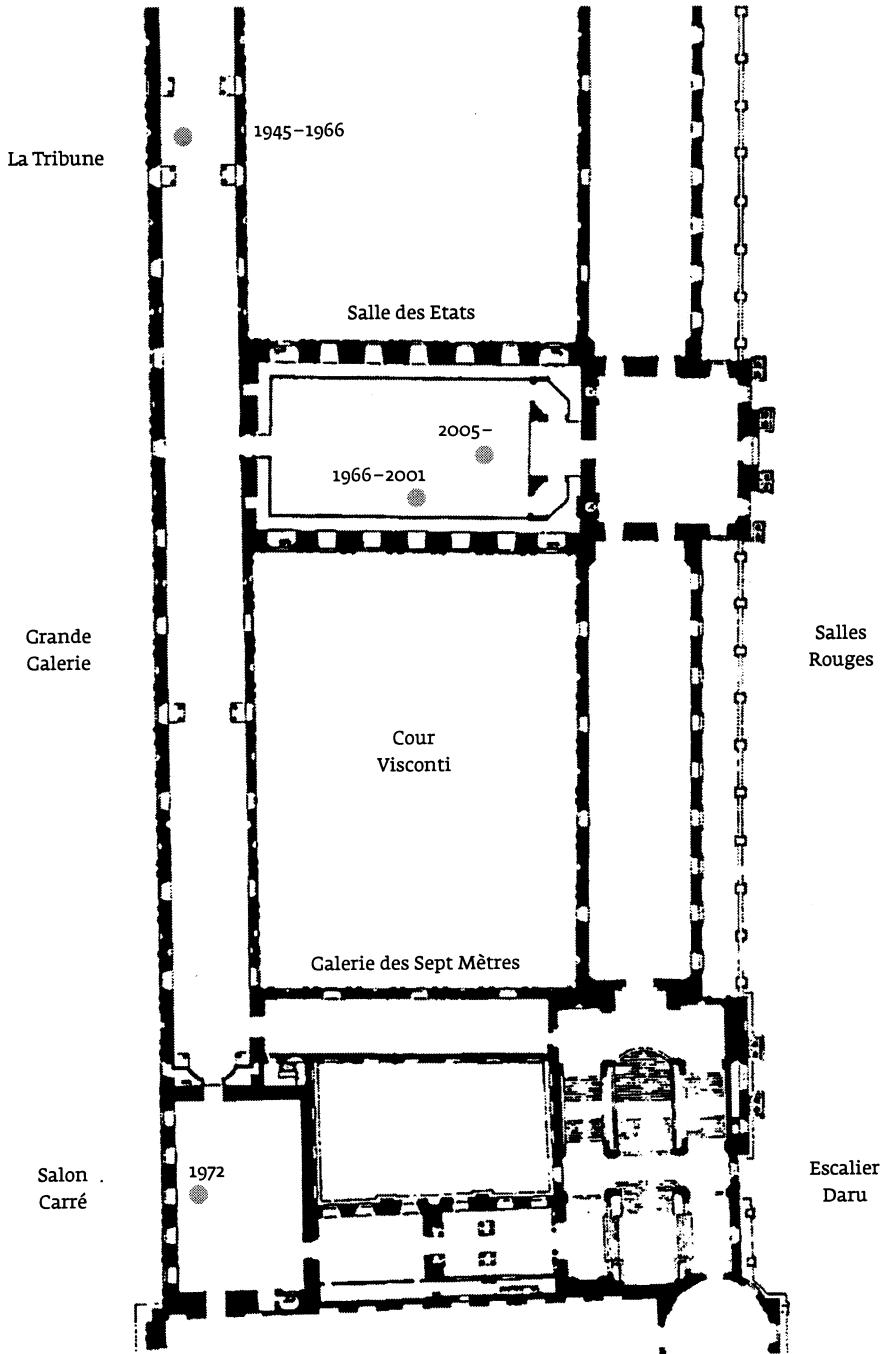 1945–1966
La Tribune
Salle des Etats
2005–
1966–2001
Grande
Galerie
Salles
Rouges
Cour
Visconti
Galerie des Sept Mètres
1972
Salon
Carré
Escalier
Daru